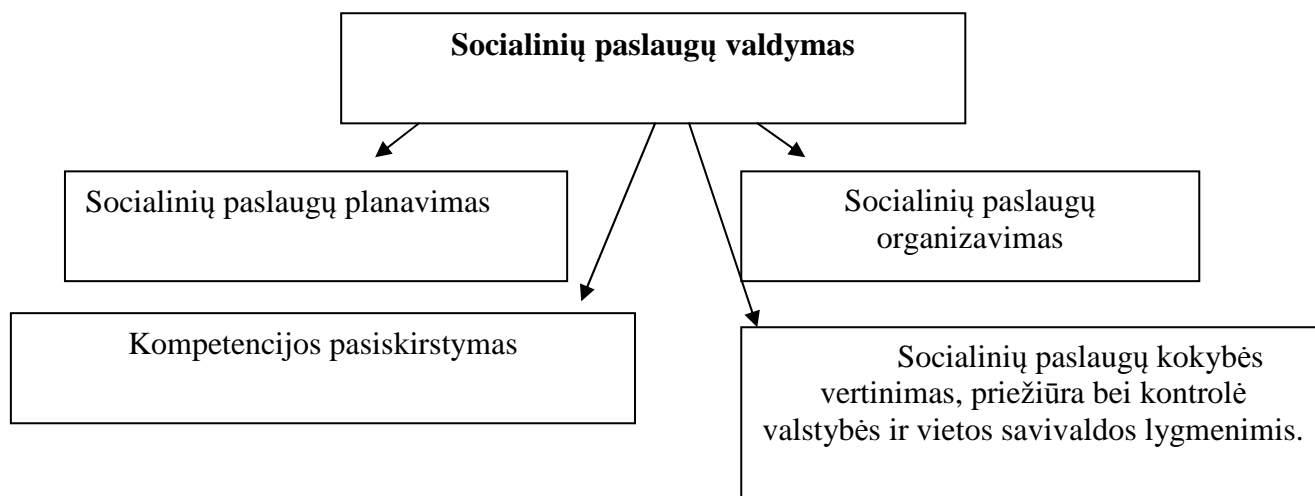 Socialinių paslaugų valdymas
Socialinių paslaugų planavimas
Socialinių paslaugų
organizavimas
Kompetencijos pasiskirstymas
Socialinių paslaugų kokybės
vertinimas, priežiūra bei kontrolė
valstybės ir vietos savivaldos lygmenimis.